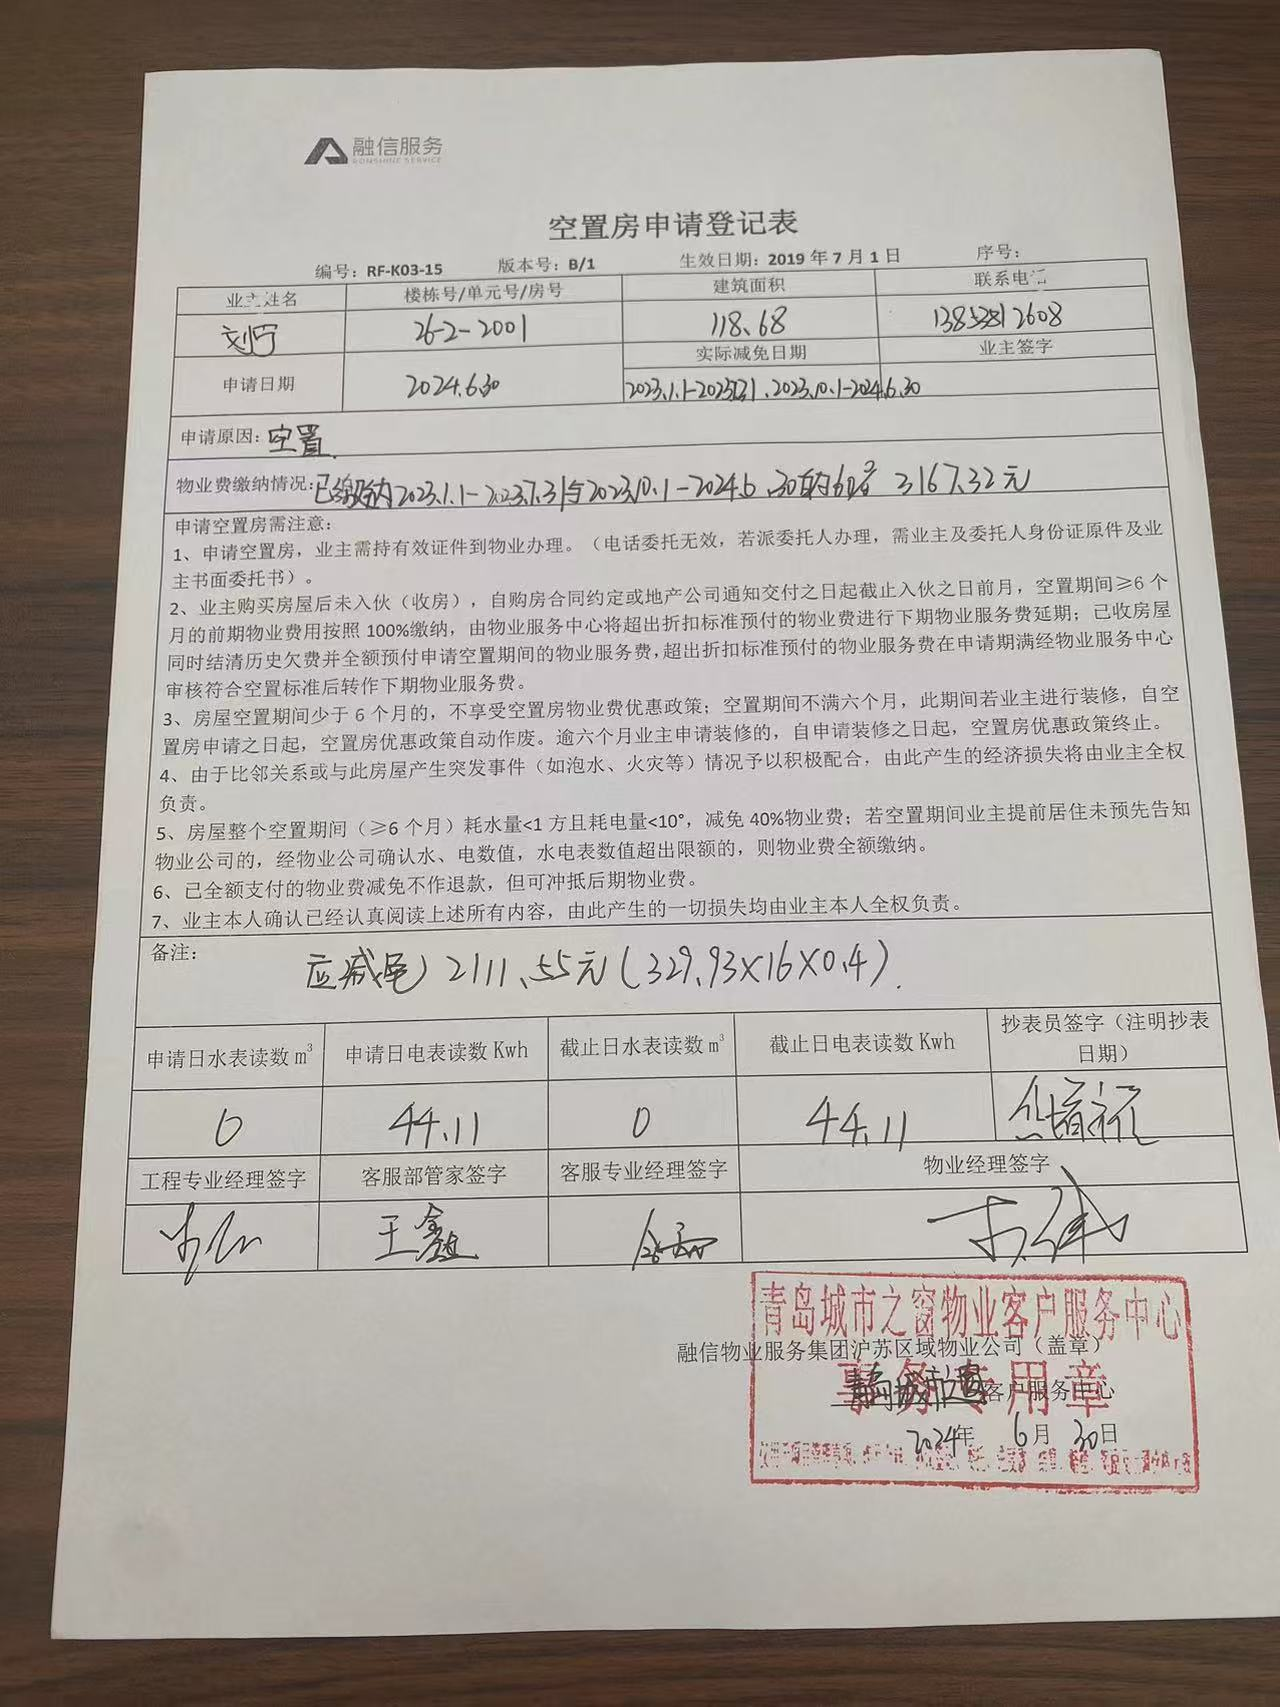 融信服务
RONSHINE SERVICE
空置房申请登记表
编号：RF-K03-15 版本号：B/1 生效日期：2019年7月1日 序号：
业主姓名 楼栋号/单元号/房号 建筑面积 联系电话
26-2-2001 118.68
实际减免日期 业主签字
申请日期 2024.6.30 2023.1.1-2023.7.31、2023.10.1-2024.6.30
申请原因：空置
物业费缴纳情况：已缴纳2023.1.1-2023.7.31与2023.10.1-2024.6.30的 3167.32元
申请空置房需注意：
1、申请空置房，业主需持有效证件到物业办理。（电话委托无效，若派委托人办理，需业主及委托人身份证原件及业
主书面委托书）。
2、业主购买房屋后未入伙（收房），自购房合同约定或地产公司通知交付之日起截止入伙之日前月，空置期间≥6个
月的前期物业费用按照100%缴纳，由物业服务中心将超出折扣标准预付的物业费进行下期物业服务费延期；已收房屋
同时结清历史欠费并全额预付申请空置期间的物业服务费，超出折扣标准预付的物业服务费在申请期满经物业服务中心
审核符合空置标准后转作下期物业服务费。
3、房屋空置期间少于6个月的，不享受空置房物业费优惠政策；空置期间不满六个月，此期间若业主进行装修，自空
置房申请之日起，空置房优惠政策自动作废。逾六个月业主申请装修的，自申请装修之日起，空置房优惠政策终止。
4、由于比邻关系或与此房屋产生突发事件（如泡水、火灾等）情况予以积极配合，由此产生的经济损失将由业主全权
负责。
5、房屋整个空置期间（≥6个月）耗水量<1方且耗电量<10°，减免40%物业费；若空置期间业主提前居住未预先告知
物业公司的，经物业公司确认水、电数值，水电表数值超出限额的，则物业费全额缴纳。
6、已全额支付的物业费减免不作退款，但可冲抵后期物业费。
7、业主本人确认已经认真阅读上述所有内容，由此产生的一切损失均由业主本人全权负责。
备注：
应减免 2111.55元（329.93×16×0.4）.
申请日水表读数m³ 申请日电表读数Kwh 截止日水表读数m³ 截止日电表读数Kwh 抄表员签字（注明抄表
日期）
0 44.11 0 44.11
工程专业经理签字 客服部管家签字 客服专业经理签字 物业经理签字
王鑫
青岛城市之窗物业客户服务中心
融信物业服务集团沪苏区域物业公司（盖章）
事务专用章
青岛城市之窗客户服务中心
2024年 6月 30日